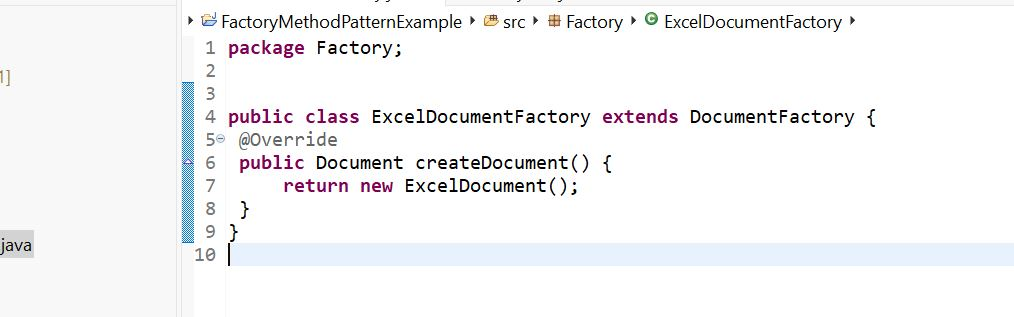 FactoryMethodPatternExample src Factory ExcelDocumentFactory
1 package Factory;
2
3
4 public class ExcelDocumentFactory extends DocumentFactory {
5 @Override
6 public Document createDocument() {
7 return new ExcelDocument();
8 }
9 }
10
1]
java